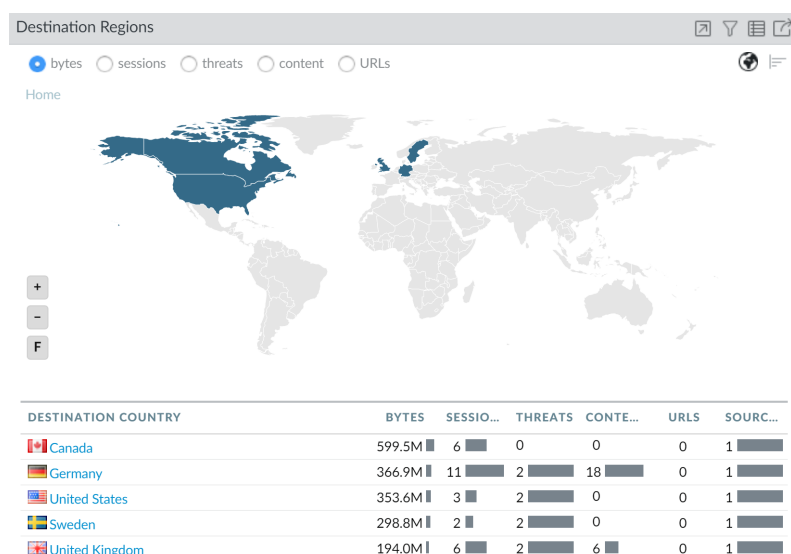 Destination Regions
bytes sessions threats content URLs
Home
+
−
F
DESTINATION COUNTRY BYTES SESSIO... THREATS CONTE... URLS SOURC...
Canada 599.5M 6 0 0 0 1
Germany 366.9M 11 2 18 0 1
United States 353.6M 3 2 0 0 1
Sweden 298.8M 2 2 0 0 1
United Kingdom 194.0M 6 2 6 0 1